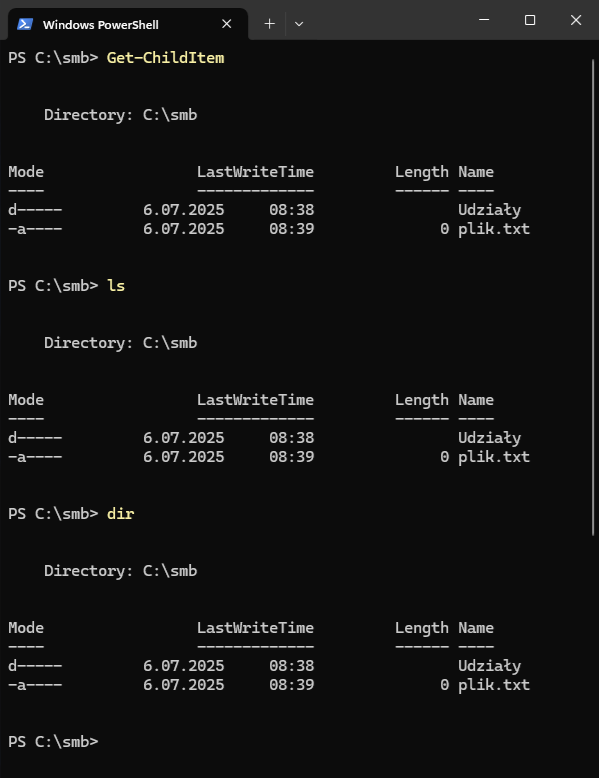 Windows PowerShell
PS C:\smb> Get-ChildItem
Directory: C:\smb
Mode                 LastWriteTime         Length Name
----                 -------------         ------ ----
d-----         6.07.2025     08:38                Udziały
-a----         6.07.2025     08:39              0 plik.txt
PS C:\smb> ls
Directory: C:\smb
Mode                 LastWriteTime         Length Name
----                 -------------         ------ ----
d-----         6.07.2025     08:38                Udziały
-a----         6.07.2025     08:39              0 plik.txt
PS C:\smb> dir
Directory: C:\smb
Mode                 LastWriteTime         Length Name
----                 -------------         ------ ----
d-----         6.07.2025     08:38                Udziały
-a----         6.07.2025     08:39              0 plik.txt
PS C:\smb>